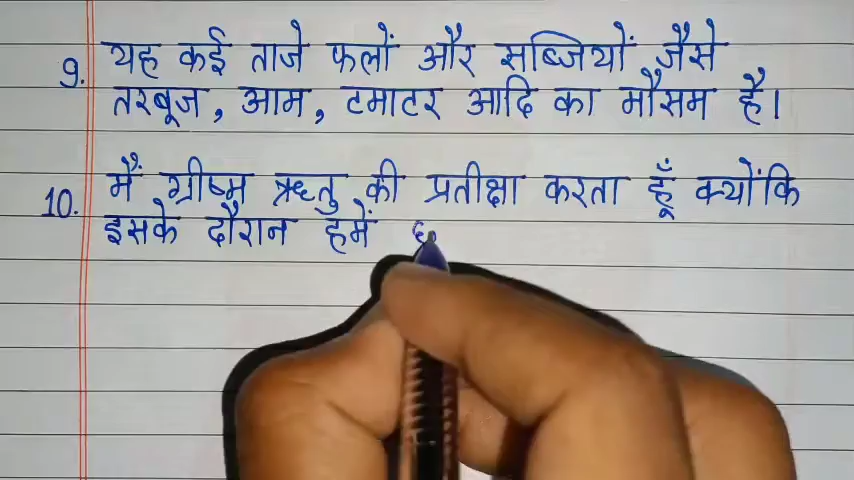 9. यह कई ताजे फलों और सब्जियों जैसे
तरबूज, आम, टमाटर आदि का मौसम है।
10. मैं ग्रीष्म ऋतु की प्रतीक्षा करता हूँ क्योंकि
इसके दौरान हमें